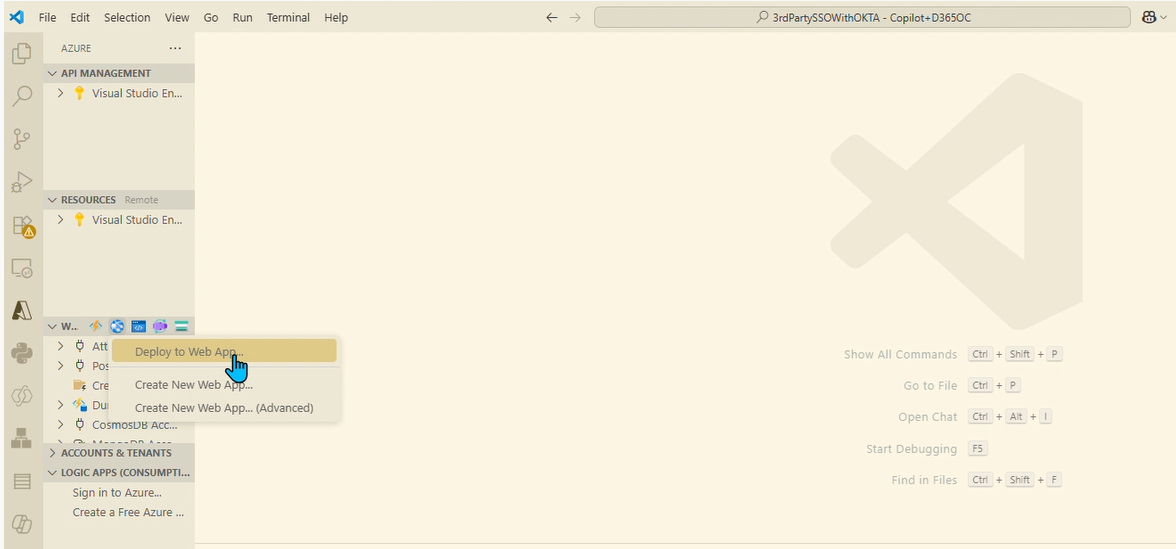 File Edit Selection View Go Run Terminal Help
3rdPartySSOWithOKTA - Copilot+D365OC
AZURE
API MANAGEMENT
Visual Studio En...
RESOURCES Remote
Visual Studio En...
W...
Att
Pos
Cre
Dur
CosmosDB Acc...
Deploy to Web App...
Create New Web App...
Create New Web App... (Advanced)
ACCOUNTS & TENANTS
LOGIC APPS (CONSUMPTI...
Sign in to Azure...
Create a Free Azure ...
Show All Commands Ctrl + Shift + P
Go to File Ctrl + P
Open Chat Ctrl + Alt + I
Start Debugging F5
Find in Files Ctrl + Shift + F